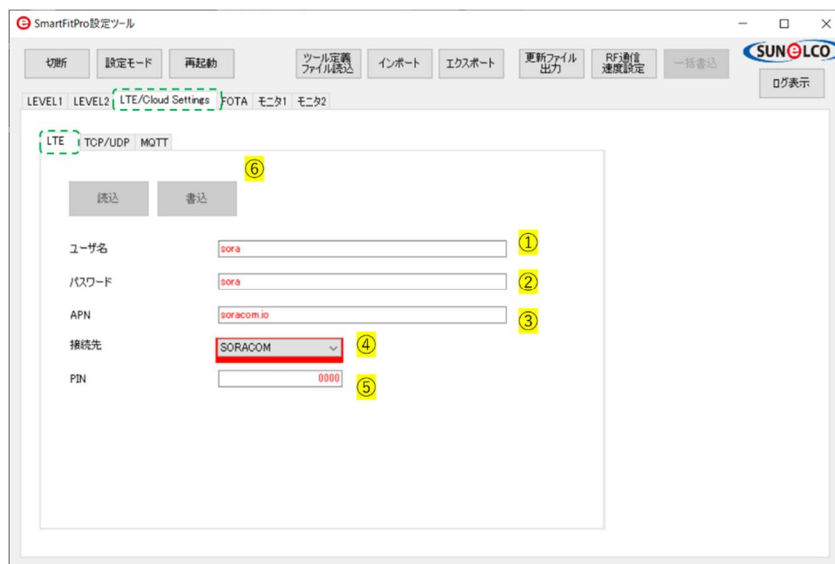 SmartFitPro設定ツール
切断 設定モード 再起動 ツール定義ファイル読込 インポート エクスポート 更新ファイル出力 RF通信速度設定 一括書込 SUNELCO
ログ表示
LEVEL1 LEVEL2 LTE/Cloud Settings FOTA モニタ1 モニタ2
LTE TCP/UDP MQTT
⑥
読込 書込
ユーザ名 sora ①
パスワード sora ②
APN soracom.io ③
接続先 SORACOM ④
PIN 0000 ⑤